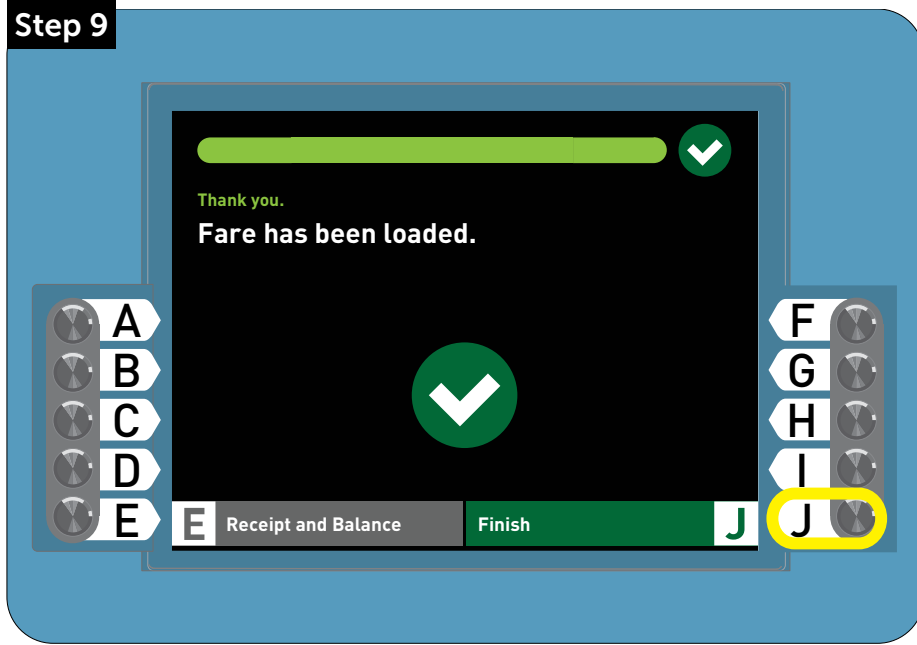 Step 9
Thank you.
Fare has been loaded.
A
B
C
D
E
F
G
H
I
J
E Receipt and Balance
Finish J